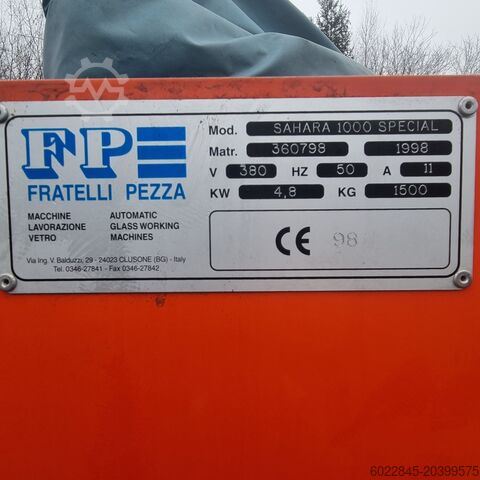 FP
FRATELLI PEZZA
MACCHINE
LAVORAZIONE
VETRO
AUTOMATIC
GLASS WORKING
MACHINES
Via Ing. V. Balduzzi, 29 - 24023 CLUSONE (BG) - Italy
Tel. 0346-27841 - Fax 0346-27842
Mod. SAHARA 1000 SPECIAL
Matr. 360798 1998
V 380 HZ 50 A 11
KW 4,8 KG 1500
CE 98
6022845-20399575